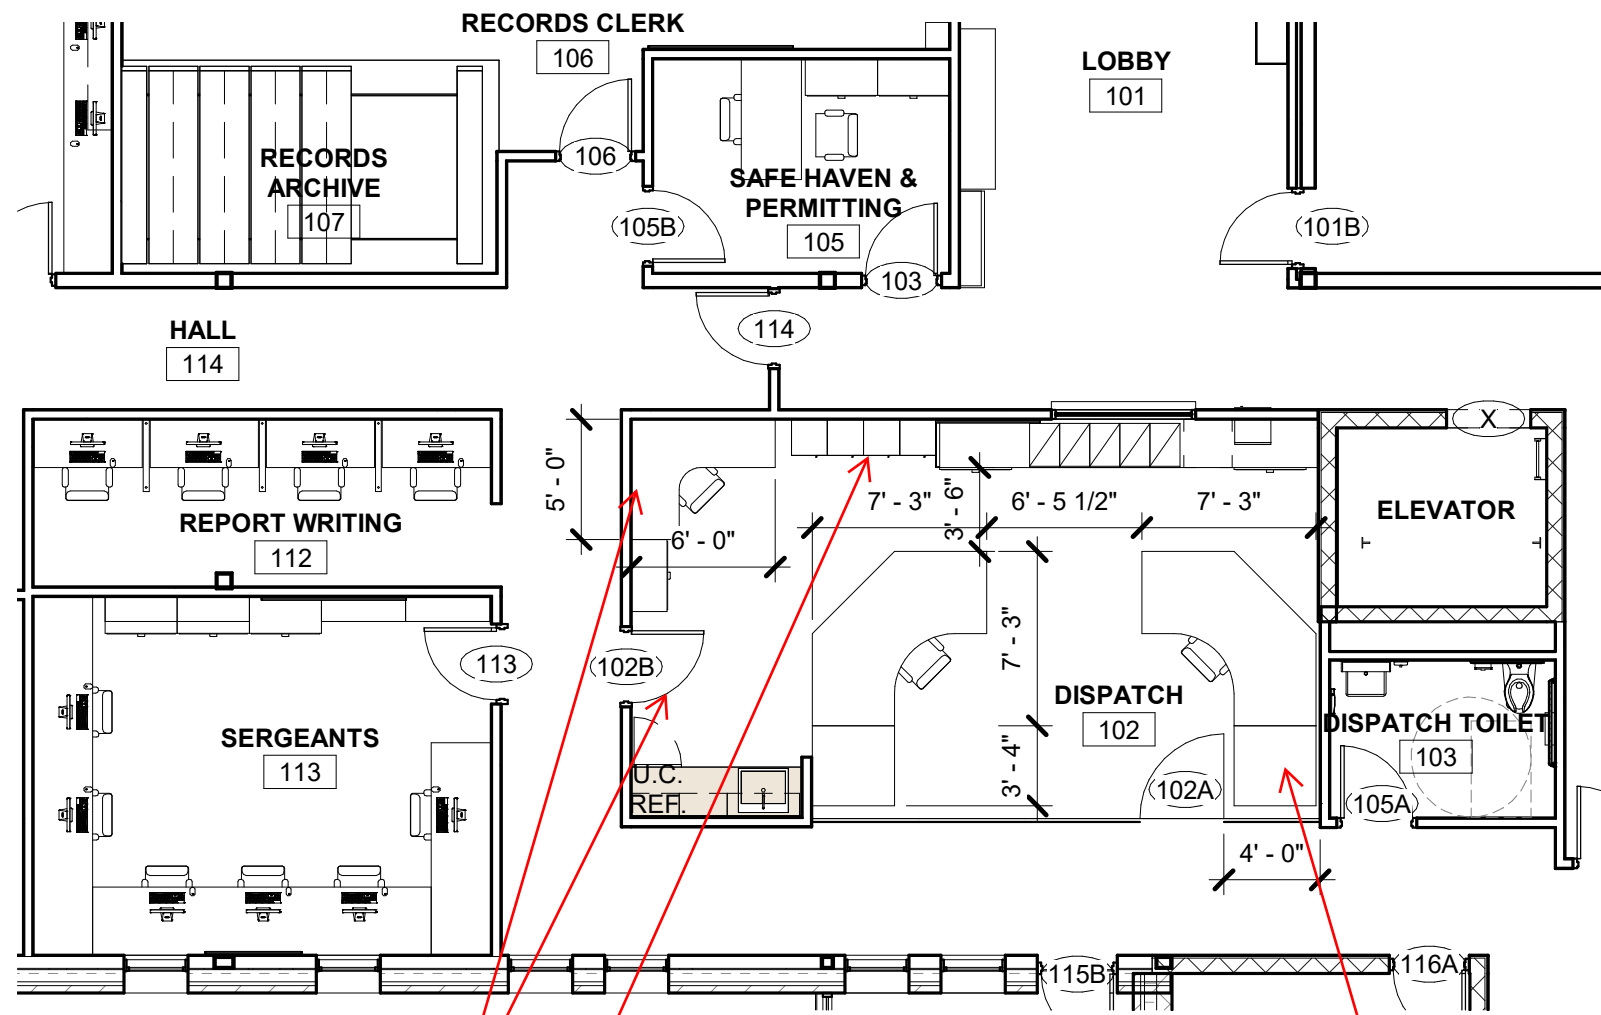 RECORDS CLERK
106
LOBBY
101
RECORDS
ARCHIVE
107
106
SAFE HAVEN &
PERMITTING
105
105B
101B
103
114
HALL
114
X
5' - 0"
7' - 3"
3' - 6"
6' - 5 1/2"
7' - 3"
ELEVATOR
REPORT WRITING
112
6' - 0"
7' - 3"
113
102B
DISPATCH
102
DISPATCH TOILET
103
SERGEANTS
113
U.C.
REF.
3' - 4"
102A
105A
4' - 0"
115B
116A